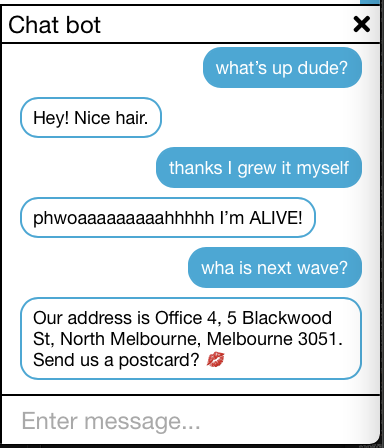 Chat bot
what's up dude?
Hey! Nice hair.
thanks I grew it myself
phwoaaaaaaaaahhhhh I'm ALIVE!
wha is next wave?
Our address is Office 4, 5 Blackwood
St, North Melbourne, Melbourne 3051.
Send us a postcard? 💋
Enter message...